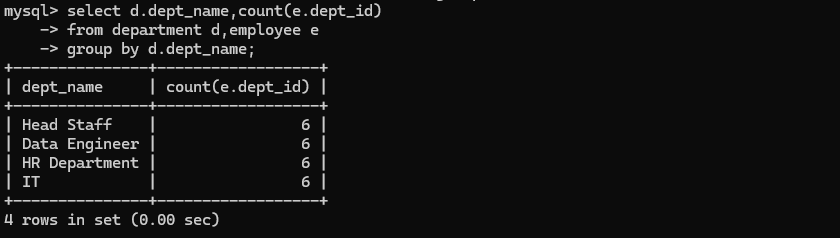 mysql> select d.dept_name,count(e.dept_id)
    -> from department d,employee e
    -> group by d.dept_name;
+---------------+------------------+
| dept_name     | count(e.dept_id) |
+---------------+------------------+
| Head Staff    |                6 |
| Data Engineer |                6 |
| HR Department |                6 |
| IT            |                6 |
+---------------+------------------+
4 rows in set (0.00 sec)